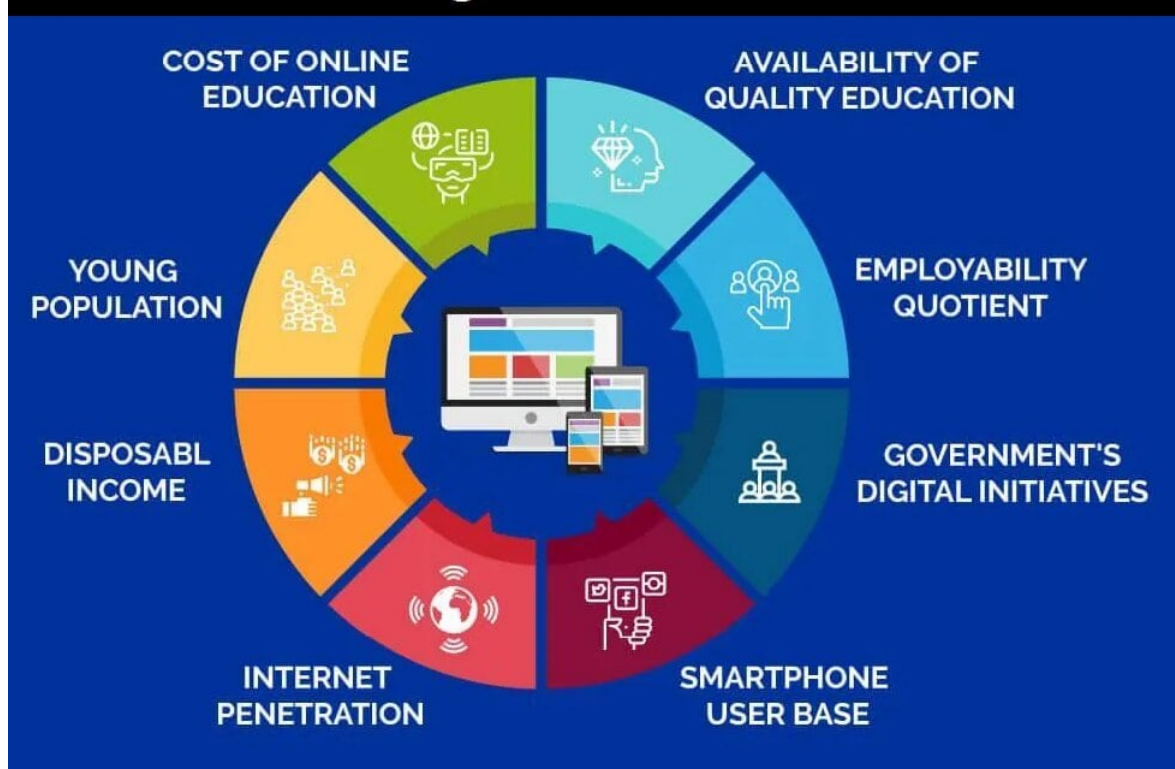 COST OF ONLINE
EDUCATION
AVAILABILITY OF
QUALITY EDUCATION
YOUNG
POPULATION
EMPLOYABILITY
QUOTIENT
DISPOSABL
INCOME
GOVERNMENT'S
DIGITAL INITIATIVES
INTERNET
PENETRATION
SMARTPHONE
USER BASE